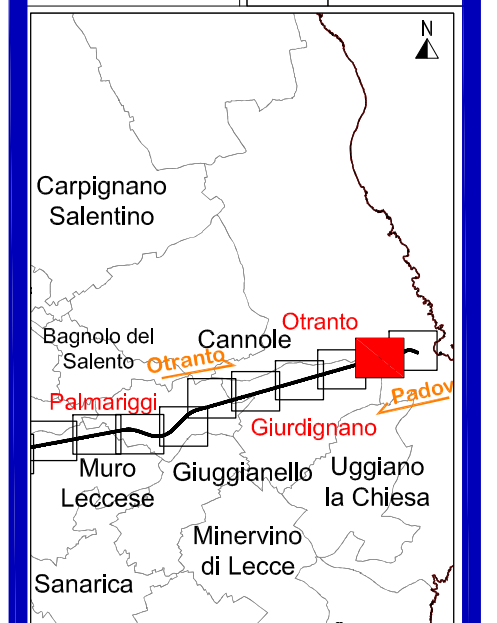 N
Carpignano
Salentino
Otranto
Bagnolo del
Salento
Cannole
Otranto
Padov
Palmariggi
Giurdignano
Muro
Leccese
Giuggianello
Uggiano
la Chiesa
Minervino
di Lecce
Sanarica